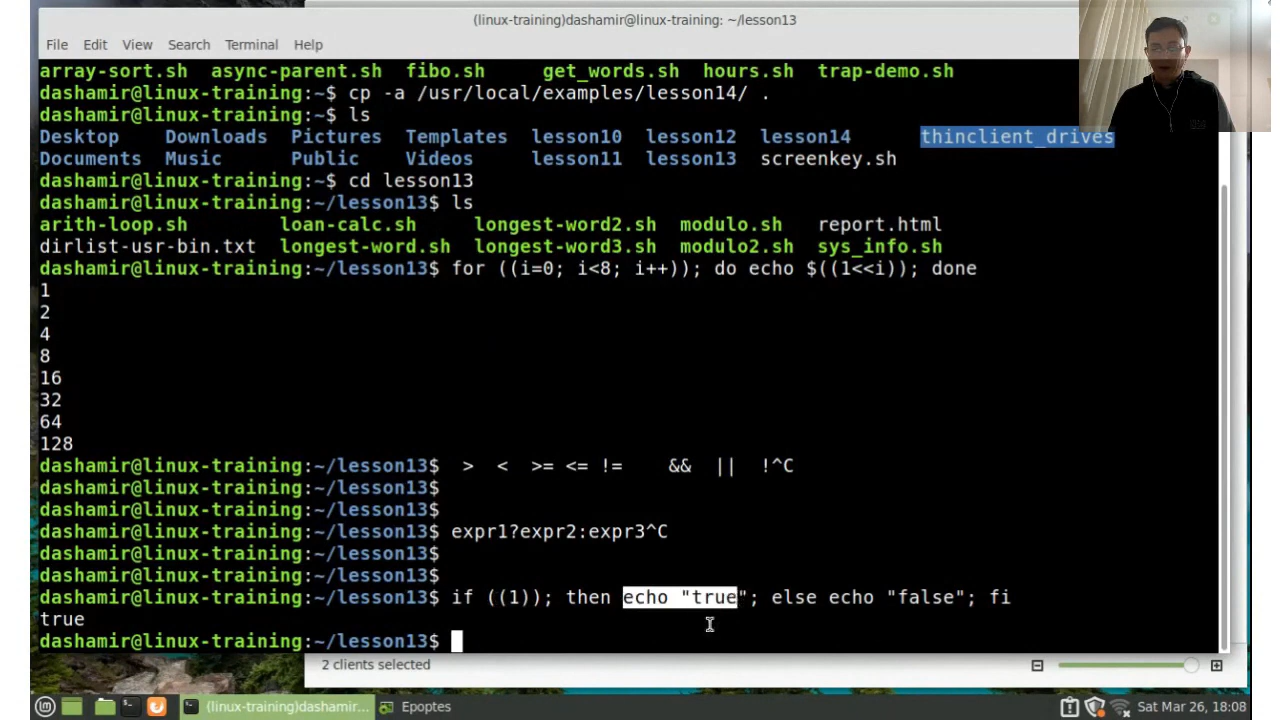 (linux-training)dashamir@linux-training: ~/lesson13
File Edit View Search Terminal Help
array-sort.sh async-parent.sh fibo.sh get_words.sh hours.sh trap-demo.sh
dashamir@linux-training:~$ cp -a /usr/local/examples/lesson14/ .
dashamir@linux-training:~$ ls
Desktop Downloads Pictures Templates lesson10 lesson12 lesson14 thinclient_drives
Documents Music Public Videos lesson11 lesson13 screenkey.sh
dashamir@linux-training:~$ cd lesson13
dashamir@linux-training:~/lesson13$ ls
arith-loop.sh loan-calc.sh longest-word2.sh modulo.sh report.html
dirlist-usr-bin.txt longest-word.sh longest-word3.sh modulo2.sh sys_info.sh
dashamir@linux-training:~/lesson13$ for ((i=0; i<8; i++)); do echo $((1<<i)); done
1
2
4
8
16
32
64
128
dashamir@linux-training:~/lesson13$ > < >= <= != && || !^C
dashamir@linux-training:~/lesson13$
dashamir@linux-training:~/lesson13$
dashamir@linux-training:~/lesson13$ expr1?expr2:expr3^C
dashamir@linux-training:~/lesson13$
dashamir@linux-training:~/lesson13$
dashamir@linux-training:~/lesson13$ if ((1)); then echo "true"; else echo "false"; fi
true
dashamir@linux-training:~/lesson13$
2 clients selected
(linux-training)dashamir... Epoptes Sat Mar 26, 18:08